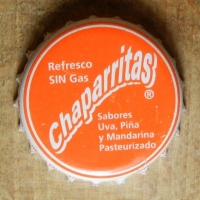 Refresco
SIN Gas
Chaparritas®
Sabores
Uva, Piña
y Mandarina
Pasteurizado